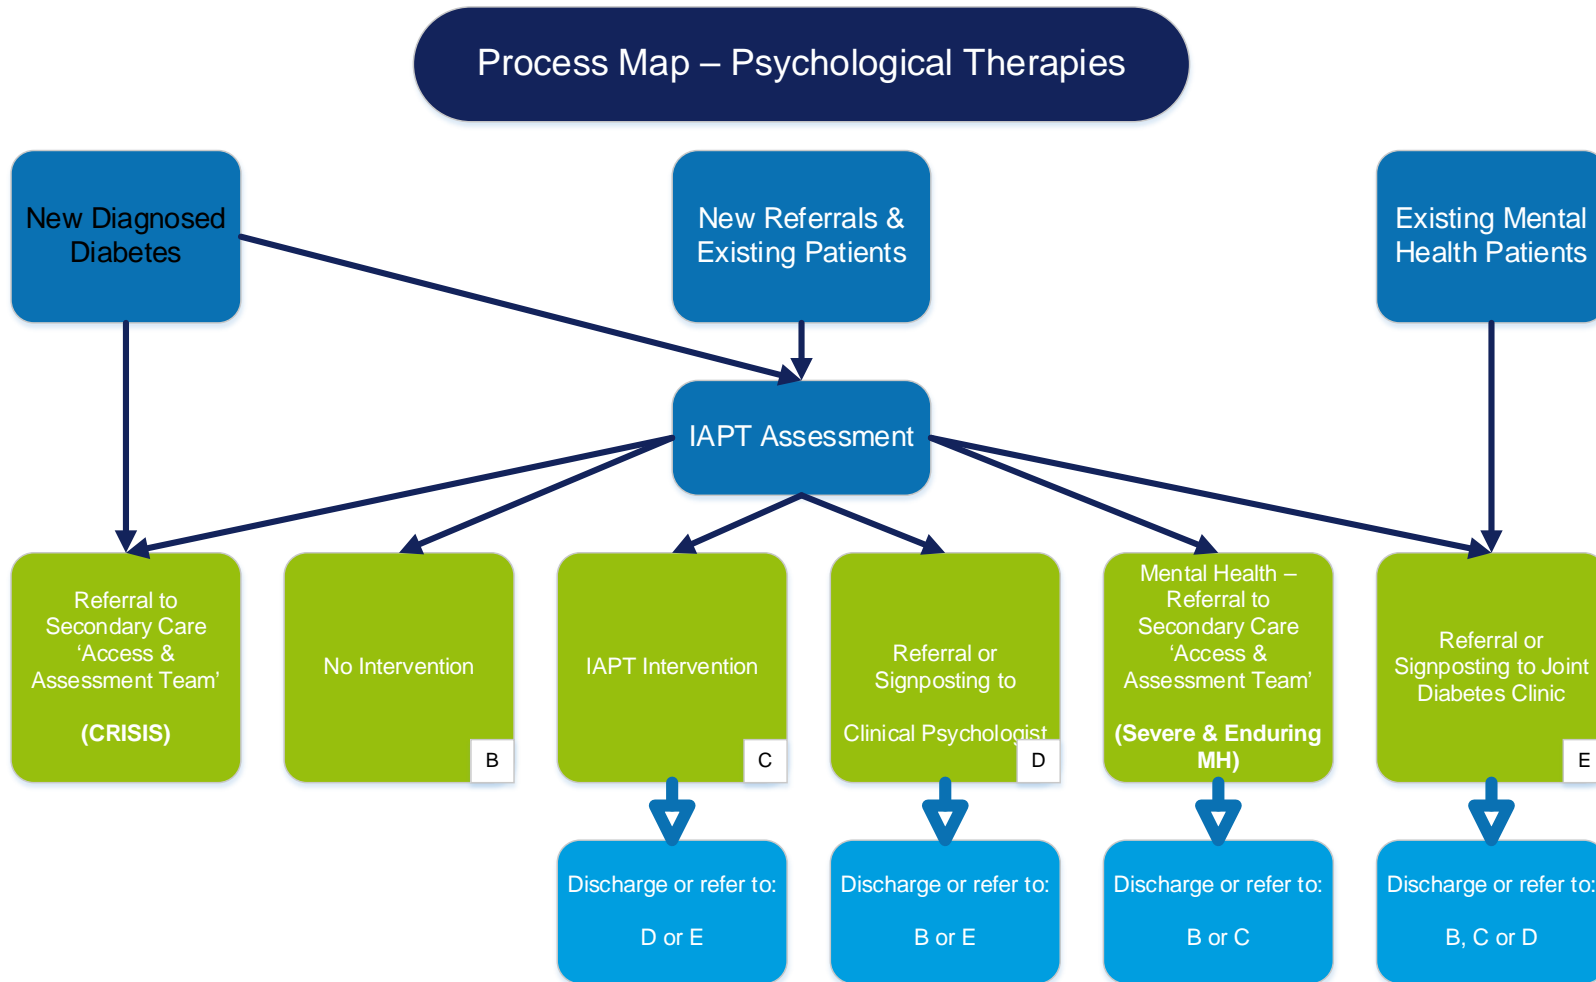 Process Map – Psychological Therapies
New Diagnosed
Diabetes
New Referrals &
Existing Patients
Existing Mental
Health Patients
IAPT Assessment
Referral to
Secondary Care
‘Access &
Assessment Team’
(CRISIS)
No Intervention
B
IAPT Intervention
C
Referral or
Signposting to
Clinical Psychologist
D
Mental Health –
Referral to
Secondary Care
‘Access &
Assessment Team’
(Severe & Enduring
MH)
Referral or
Signposting to Joint
Diabetes Clinic
E
Discharge or refer to:
D or E
Discharge or refer to:
B or E
Discharge or refer to:
B or C
Discharge or refer to:
B, C or D